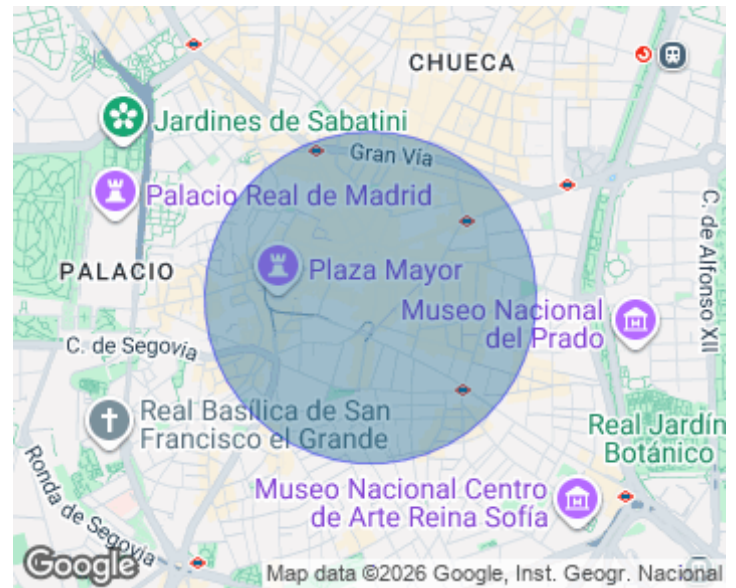 CHUECA
Jardines de Sabatini
Gran Vía
Palacio Real de Madrid
C. de Alfonso XII
PALACIO
Plaza Mayor
Museo Nacional
del Prado
C. de Segovia
Real Basílica de San
Francisco el Grande
Real Jardín
Botánico
Museo Nacional Centro
de Arte Reina Sofía
Ronda de Segovia
Google
Map data ©2026 Google, Inst. Geogr. Nacional